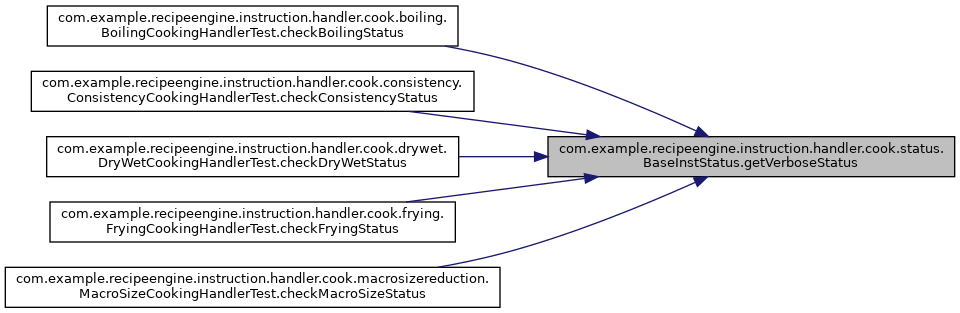 com.example.recipeengine.instruction.handler.cook.boiling.
BoilingCookingHandlerTest.checkBoilingStatus
com.example.recipeengine.instruction.handler.cook.consistency.
ConsistencyCookingHandlerTest.checkConsistencyStatus
com.example.recipeengine.instruction.handler.cook.drywet.
DryWetCookingHandlerTest.checkDryWetStatus
com.example.recipeengine.instruction.handler.cook.frying.
FryingCookingHandlerTest.checkFryingStatus
com.example.recipeengine.instruction.handler.cook.macrosizereduction.
MacroSizeCookingHandlerTest.checkMacroSizeStatus
com.example.recipeengine.instruction.handler.cook.status.
BaseInstStatus.getVerboseStatus